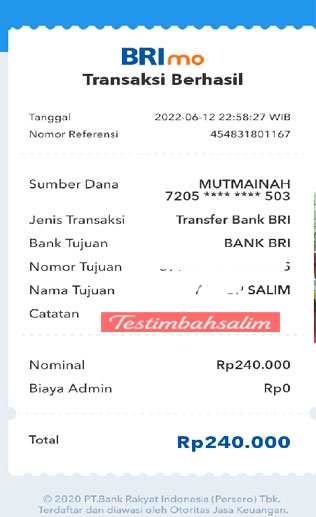 BRImo
Transaksi Berhasil
Tanggal 2022-06-12 22:58:27 WIB
Nomor Referensi 454831801167
Sumber Dana MUTMAINAH
7205 **** **** 503
Jenis Transaksi Transfer Bank BRI
Bank Tujuan BANK BRI
Nomor Tujuan 5
Nama Tujuan SALIM
Catatan Testimbahsalim
Nominal Rp240.000
Biaya Admin Rp0
Total Rp240.000
© 2020 PT.Bank Rakyat Indonesia (Persero) Tbk.
Terdaftar dan diawasi oleh Otoritas Jasa Keuangan.